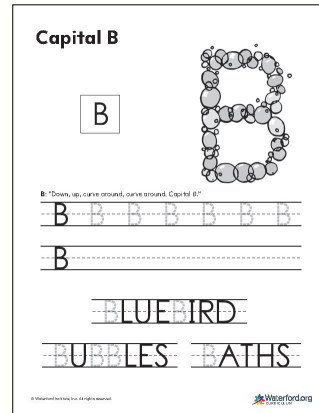 Capital B
B
B: "Down, up, curve around, curve around. Capital B."
B B B B B B B
B
BLUEBIRD
BUBBLES BATHS
© Waterford Institute, Inc. All rights reserved.
Waterford.org
CURRICULUM